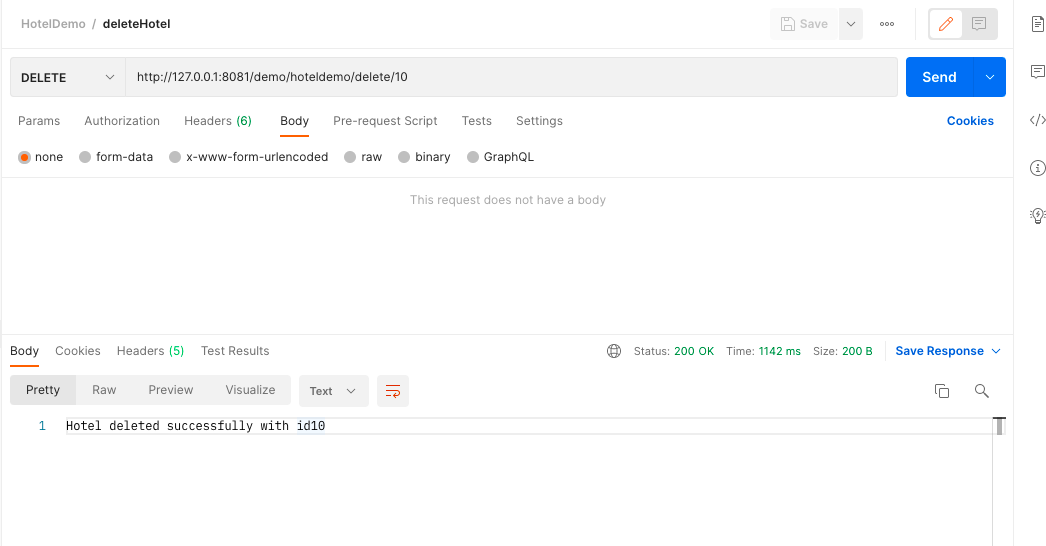 HotelDemo / deleteHotel
Save
DELETE http://127.0.0.1:8081/demo/hoteldemo/delete/10 Send
Params Authorization Headers (6) Body Pre-request Script Tests Settings Cookies
none form-data x-www-form-urlencoded raw binary GraphQL
This request does not have a body
Body Cookies Headers (5) Test Results Status: 200 OK Time: 1142 ms Size: 200 B Save Response
Pretty Raw Preview Visualize Text
1 Hotel deleted successfully with id10